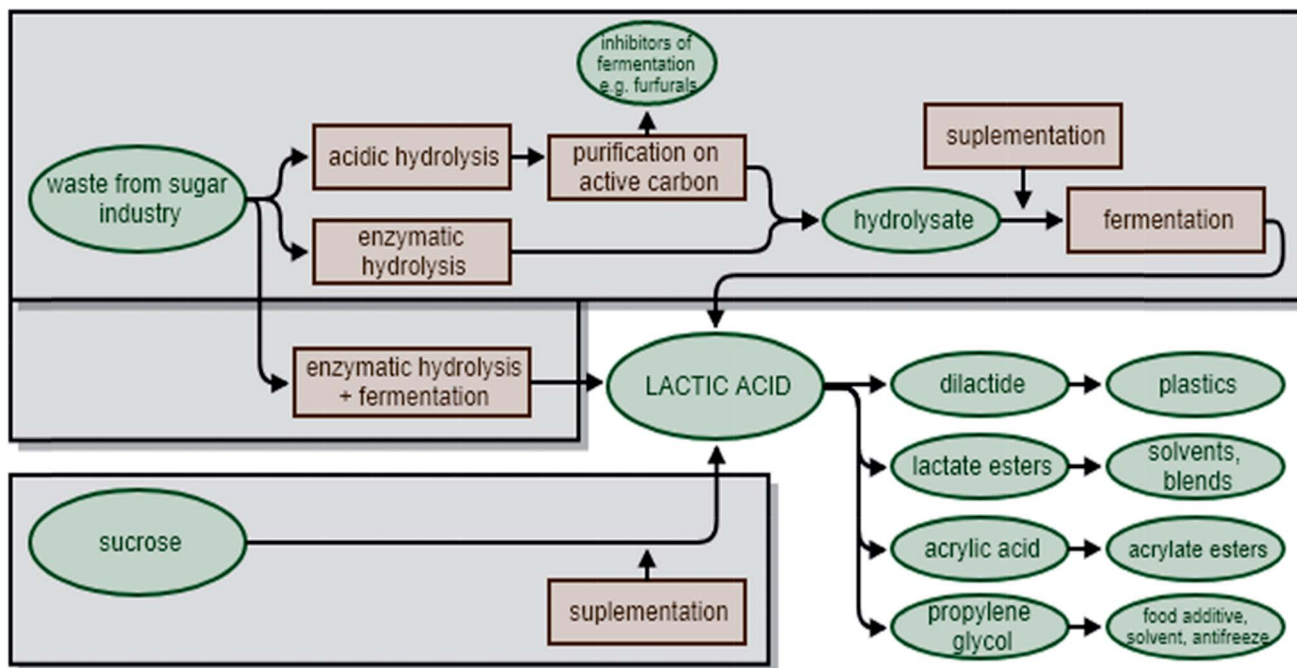 inhibitors of
fermentation
e.g. furfurals
suplementation
acidic hydrolysis
purification on
active carbon
waste from sugar
industry
hydrolysate
fermentation
enzymatic
hydrolysis
enzymatic hydrolysis
+ fermentation
LACTIC ACID
dilactide
plastics
lactate esters
solvents,
blends
sucrose
acrylic acid
acrylate esters
suplementation
propylene
glycol
food additive,
solvent, antifreeze